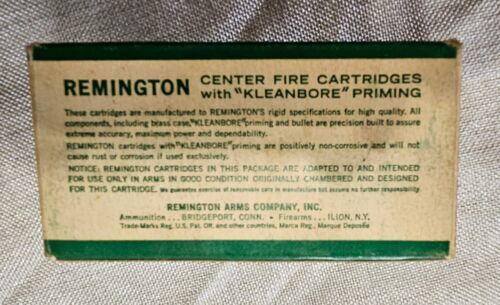 REMINGTON CENTER FIRE CARTRIDGES
with "KLEANBORE" PRIMING
These cartridges are manufactured to REMINGTON'S rigid specifications for high quality. All
components, including brass case, "KLEANBORE" priming and bullet are precision built to assure
extreme accuracy, maximum power and dependability.
REMINGTON cartridges with "KLEANBORE" priming are positively non-corrosive and will not
cause rust or corrosion if used exclusively.
NOTICE: REMINGTON CARTRIDGES IN THIS PACKAGE ARE ADAPTED TO AND INTENDED
FOR USE ONLY IN ARMS IN GOOD CONDITION ORIGINALLY CHAMBERED AND DESIGNED
FOR THIS CARTRIDGE. We guarantee exercise of reasonable care in manufacture but assume no further responsibility.
REMINGTON ARMS COMPANY, INC.
Ammunition . . . BRIDGEPORT, CONN. • Firearms . . . ILION, N.Y.
Trade-Marks Reg. U.S. Pat. Off. and other countries, Marca Reg., Marque Deposée